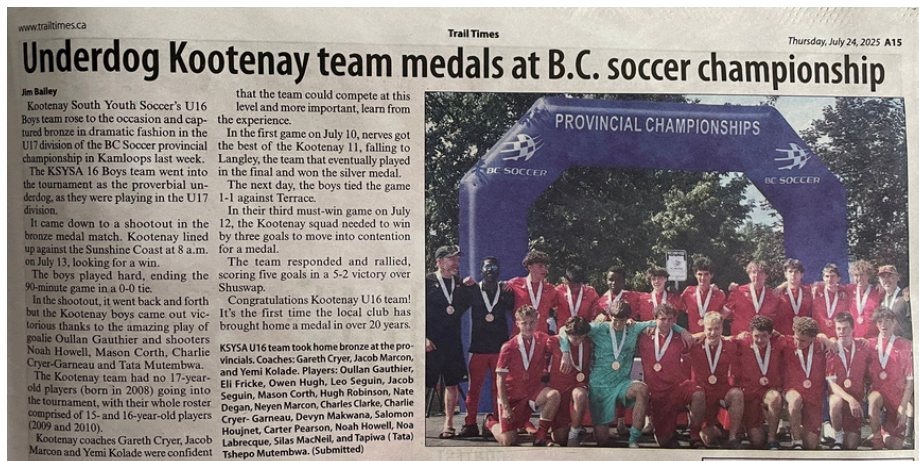 www.trailtimes.ca
Trail Times
Thursday, July 24, 2025 A15
Underdog Kootenay team medals at B.C. soccer championship
Jim Bailey
Kootenay South Youth Soccer's U16
Boys team rose to the occasion and cap-
tured bronze in dramatic fashion in the
U17 division of the BC Soccer provincial
championship in Kamloops last week.
The KSYSA 16 Boys team went into
the tournament as the proverbial un-
derdog, as they were playing in the U17
division.
It came down to a shootout in the
bronze medal match. Kootenay lined
up against the Sunshine Coast at 8 a.m.
on July 13, looking for a win.
The boys played hard, ending the
90-minute game in a 0-0 tie.
In the shootout, it went back and forth
but the Kootenay boys came out vic-
torious thanks to the amazing play of
goalie Oullan Gauthier and shooters
Noah Howell, Mason Corth, Charlie
Cryer-Garneau and Tata Mutembwa.
The Kootenay team had no 17-year-
old players (born in 2008) going into
the tournament, with their whole roster
comprised of 15- and 16-year-old players
(2009 and 2010).
Kootenay coaches Gareth Cryer, Jacob
Marcon and Yemi Kolade were confident
that the team could compete at this
level and more important, learn from
the experience.
In the first game on July 10, nerves got
the best of the Kootenay 11, falling to
Langley, the team that eventually played
in the final and won the silver medal.
The next day, the boys tied the game
1-1 against Terrace.
In their third must-win game on July
12, the Kootenay squad needed to win
by three goals to move into contention
for a medal.
The team responded and rallied,
scoring five goals in a 5-2 victory over
Shuswap.
Congratulations Kootenay U16 team!
It's the first time the local club has
brought home a medal in over 20 years.
KSYSA U16 team took home bronze at the pro-
vincials. Coaches: Gareth Cryer, Jacob Marcon,
and Yemi Kolade. Players: Oullan Gauthier,
Eli Fricke, Owen Hugh, Leo Seguin, Jacob
Seguin, Mason Corth, Hugh Robinson, Nate
Degan, Neyen Marcon, Charles Clarke, Charlie
Cryer- Garneau, Devyn Makwana, Salomon
Houjnet, Carter Pearson, Noah Howell, Noa
Labrecque, Silas MacNeil, and Tapiwa ( Tata)
Tshepo Mutembwa. (Submitted)
PROVINCIAL CHAMPIONSHIPS
BC SOCCER
BC SOCCER